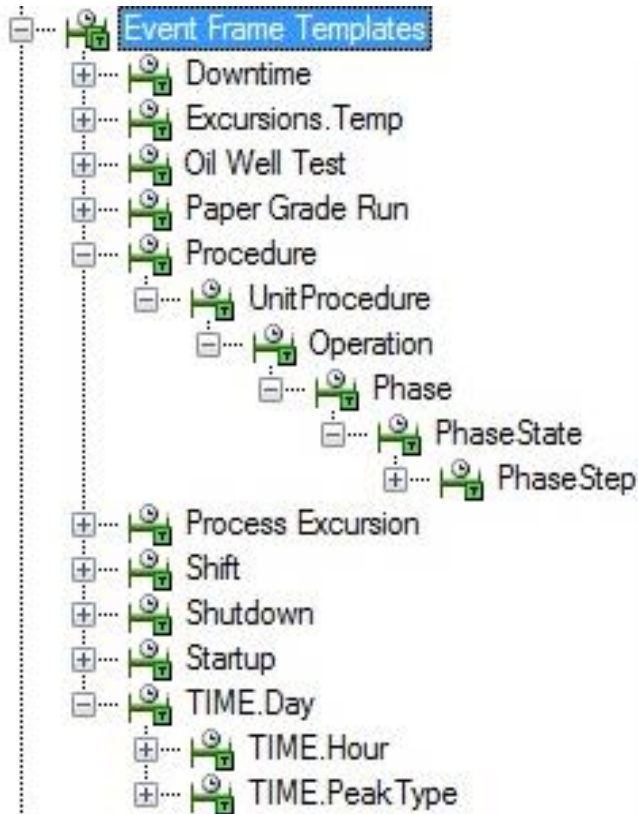 Event Frame Templates
Downtime
Excursions.Temp
Oil Well Test
Paper Grade Run
Procedure
UnitProcedure
Operation
Phase
PhaseState
PhaseStep
Process Excursion
Shift
Shutdown
Startup
TIME.Day
TIME.Hour
TIME.PeakType